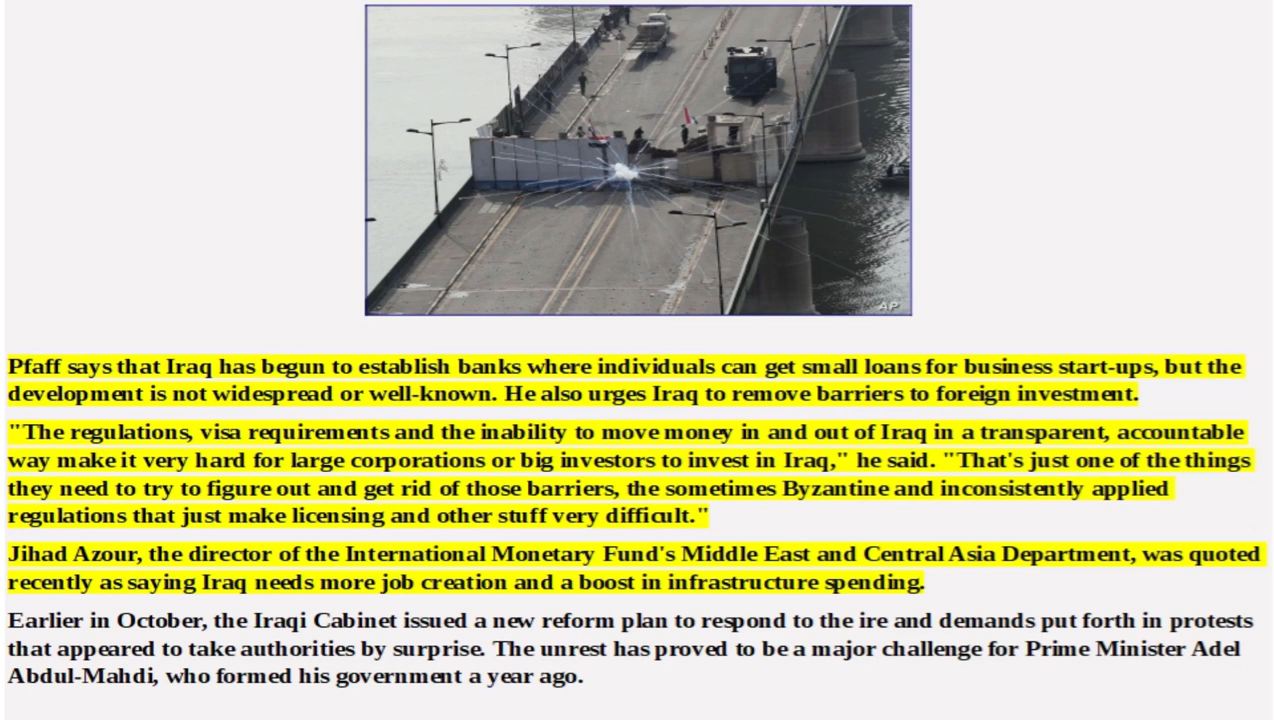 AP
Pfaff says that Iraq has begun to establish banks where individuals can get small loans for business start-ups, but the
development is not widespread or well-known. He also urges Iraq to remove barriers to foreign investment.
"The regulations, visa requirements and the inability to move money in and out of Iraq in a transparent, accountable
way make it very hard for large corporations or big investors to invest in Iraq," he said. "That's just one of the things
they need to try to figure out and get rid of those barriers, the sometimes Byzantine and inconsistently applied
regulations that just make licensing and other stuff very difficult."
Jihad Azour, the director of the International Monetary Fund's Middle East and Central Asia Department, was quoted
recently as saying Iraq needs more job creation and a boost in infrastructure spending.
Earlier in October, the Iraqi Cabinet issued a new reform plan to respond to the ire and demands put forth in protests
that appeared to take authorities by surprise. The unrest has proved to be a major challenge for Prime Minister Adel
Abdul-Mahdi, who formed his government a year ago.